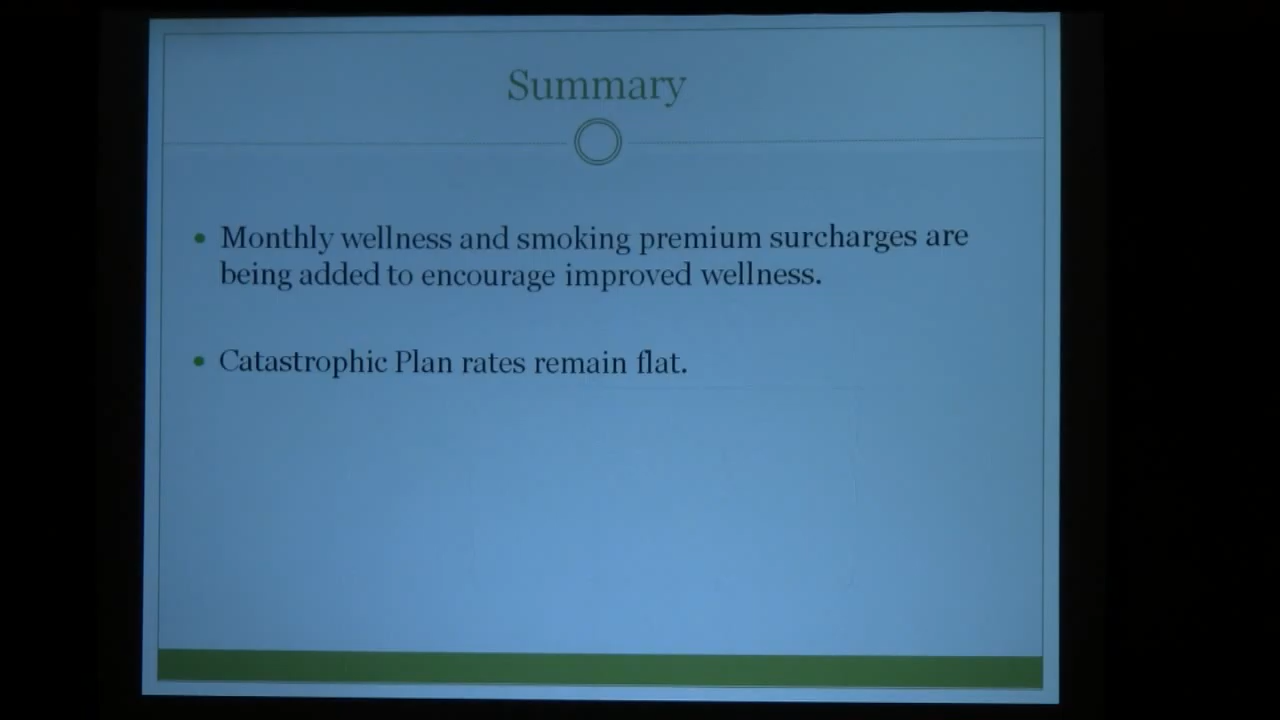 Summary
• Monthly wellness and smoking premium surcharges are
being added to encourage improved wellness.
• Catastrophic Plan rates remain flat.